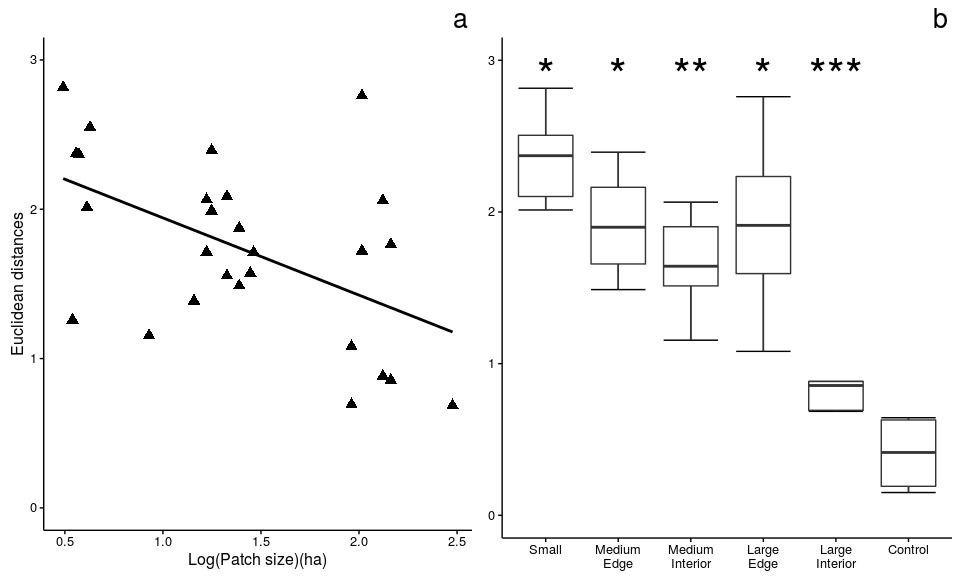 a
3
2
1
0
0.5 1.0 1.5 2.0 2.5
Euclidean distances
Log(Patch size)(ha)
b
* * ** * ***
3
2
1
0
Small Medium Medium Large Large Control
Edge Interior Edge Interior